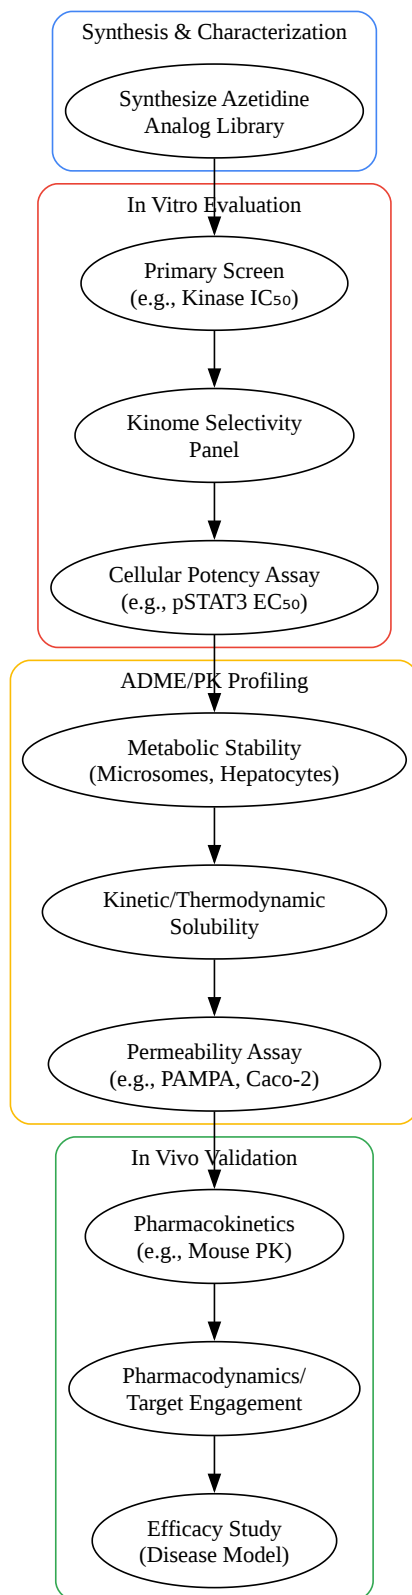 Synthesis & Characterization
Synthesize Azetidine
Analog Library
In Vitro Evaluation
Primary Screen
(e.g., Kinase IC₅₀)
Kinome Selectivity
Panel
Cellular Potency Assay
(e.g., pSTAT3 EC₅₀)
ADME/PK Profiling
Metabolic Stability
(Microsomes, Hepatocytes)
Kinetic/Thermodynamic
Solubility
Permeability Assay
(e.g., PAMPA, Caco-2)
In Vivo Validation
Pharmacokinetics
(e.g., Mouse PK)
Pharmacodynamics/
Target Engagement
Efficacy Study
(Disease Model)